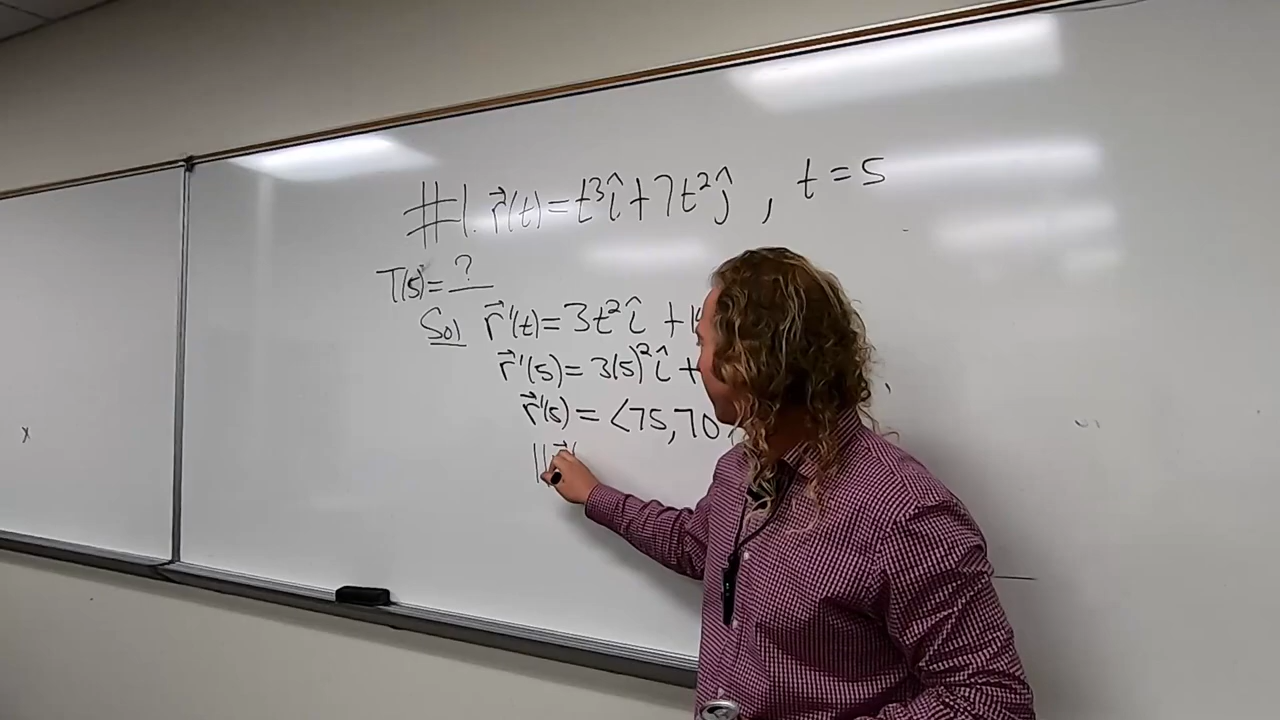 #1. r⃗(t) = t³î + 7t²ĵ , t = 5
T(5) = ?
Sol r⃗'(t) = 3t²î + 1
r⃗'(5) = 3(5)²î +
r⃗'(5) = <75, 70
||r⃗'
x